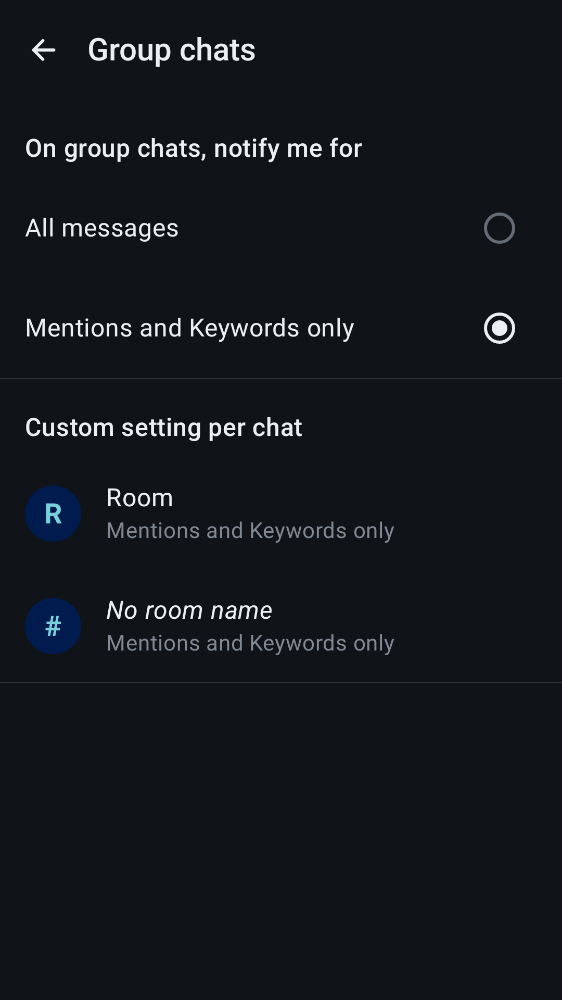 Group chats
On group chats, notify me for
All messages
Mentions and Keywords only
Custom setting per chat
R
Room
Mentions and Keywords only
#
No room name
Mentions and Keywords only